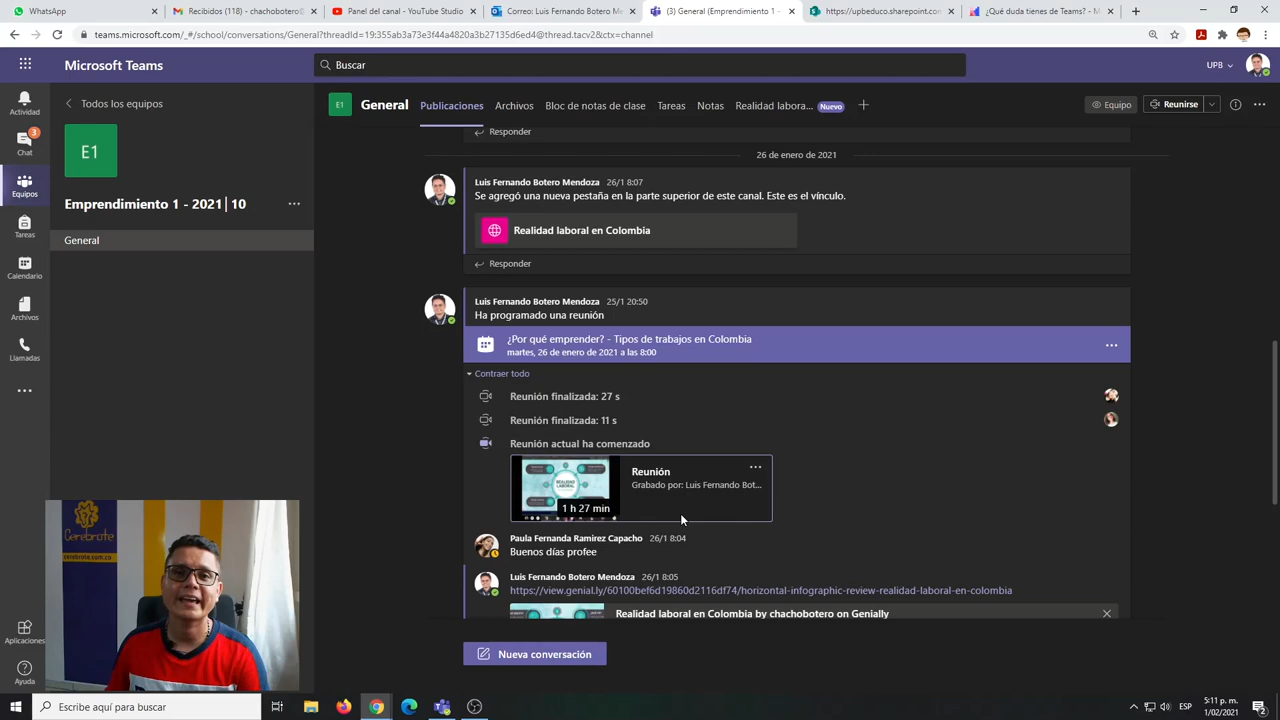 WhatsApp
Recibidos (118) - chachobotero@
Panel del canal - YouTube Studio
Correo: Luis Fernando Botero Me
(3) General (Emprendimiento 1 -
https://upbeduco.sharepoint.com
¿Qué duda tienes de Teams? - M
teams.microsoft.com/_#/school/conversations/General?threadId=19:355ab3a73e3f44a4820a3b27135d6ed4@thread.tacv2&ctx=channel
Microsoft Teams
Buscar
UPB
Actividad
Chat
3
Equipos
Tareas
Calendario
Archivos
Llamadas
Aplicaciones
Ayuda
Todos los equipos
E1
Emprendimiento 1 - 2021 | 10
General
E1
General
Publicaciones
Archivos
Bloc de notas de clase
Tareas
Notas
Realidad labora...
Nuevo
Equipo
Reunirse
Responder
26 de enero de 2021
Luis Fernando Botero Mendoza 26/1 8:07
Se agregó una nueva pestaña en la parte superior de este canal. Este es el vínculo.
Realidad laboral en Colombia
Responder
Luis Fernando Botero Mendoza 25/1 20:50
Ha programado una reunión
¿Por qué emprender? - Tipos de trabajos en Colombia
martes, 26 de enero de 2021 a las 8:00
Contraer todo
Reunión finalizada: 27 s
Reunión finalizada: 11 s
Reunión actual ha comenzado
REALIDAD
LABORAL
1 h 27 min
Reunión
Grabado por: Luis Fernando Bot...
Paula Fernanda Ramirez Capacho 26/1 8:04
Buenos días profee
Luis Fernando Botero Mendoza 26/1 8:05
https://view.genial.ly/60100bef6d19860d2116df74/horizontal-infographic-review-realidad-laboral-en-colombia
Realidad laboral en Colombia by chachobotero on Genially
Nueva conversación
Cerebrote
cerebrote.com.co
Escribe aquí para buscar
ESP
5:11 p. m.
1/02/2021
2